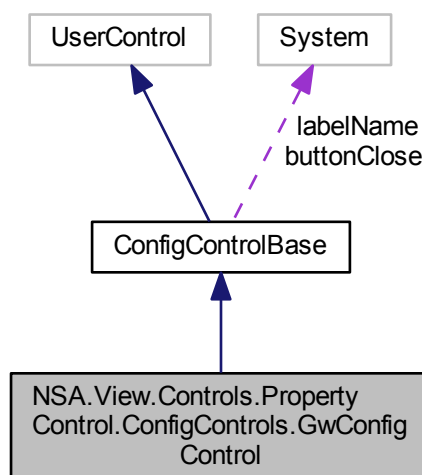 UserControl
System
labelName
buttonClose
ConfigControlBase
NSA.View.Controls.Property
Control.ConfigControls.GwConfig
Control